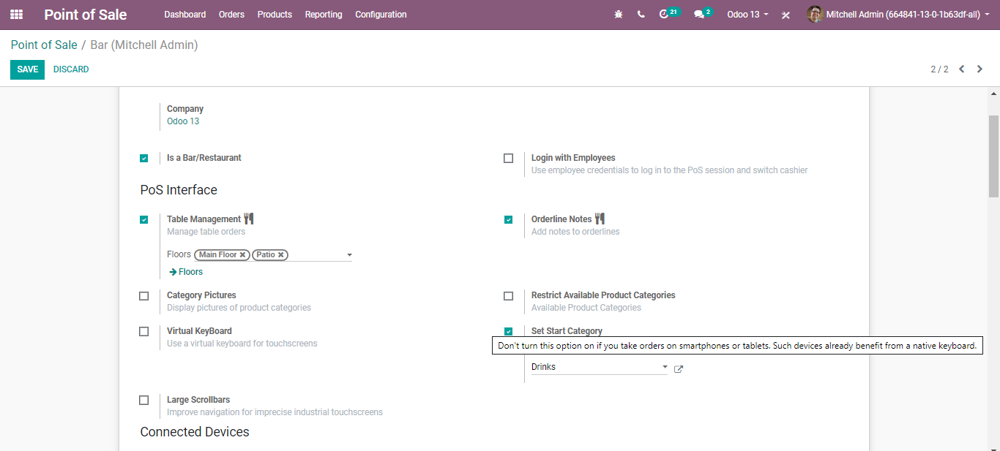 Point of Sale Dashboard Orders Products Reporting Configuration 21 2 Odoo 13 Mitchell Admin (664841-13-0-1b63df-all)
Point of Sale / Bar (Mitchell Admin)
SAVE DISCARD 2 / 2
Company
Odoo 13
Is a Bar/Restaurant
Login with Employees
Use employee credentials to log in to the PoS session and switch cashier
PoS Interface
Table Management
Manage table orders
Floors Main Floor Patio
Floors
Orderline Notes
Add notes to orderlines
Category Pictures
Display pictures of product categories
Restrict Available Product Categories
Available Product Categories
Virtual KeyBoard
Use a virtual keyboard for touchscreens
Set Start Category
Don't turn this option on if you take orders on smartphones or tablets. Such devices already benefit from a native keyboard.
Drinks
Large Scrollbars
Improve navigation for imprecise industrial touchscreens
Connected Devices